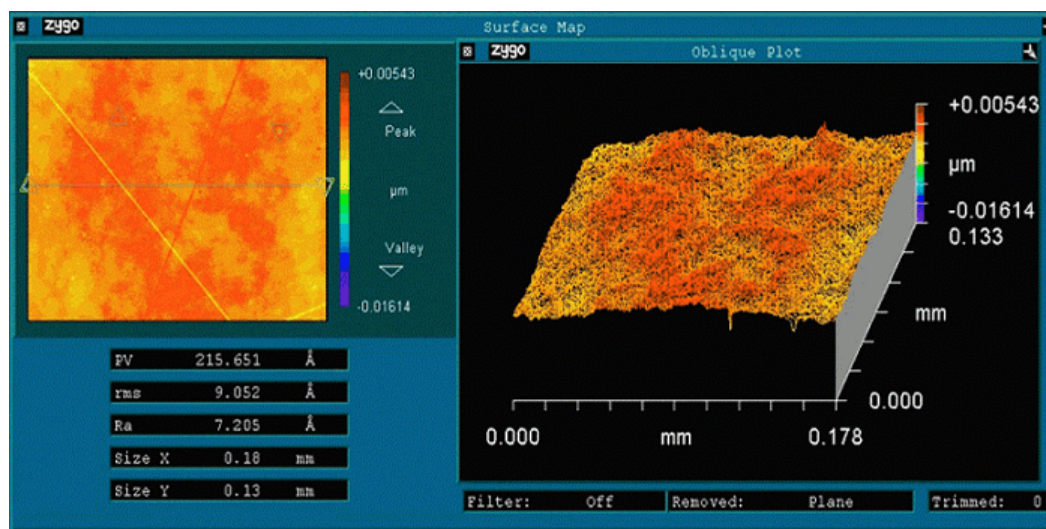 zygo Surface Map
+0.00543
Peak
µm
Valley
-0.01614
PV 215.651 Å
rms 9.052 Å
Ra 7.205 Å
Size X 0.18 mm
Size Y 0.13 mm
zygo Oblique Plot
+0.00543
µm
-0.01614
0.133
mm
0.000
0.000 mm 0.178
Filter: Off Removed: Plane Trimmed: 0